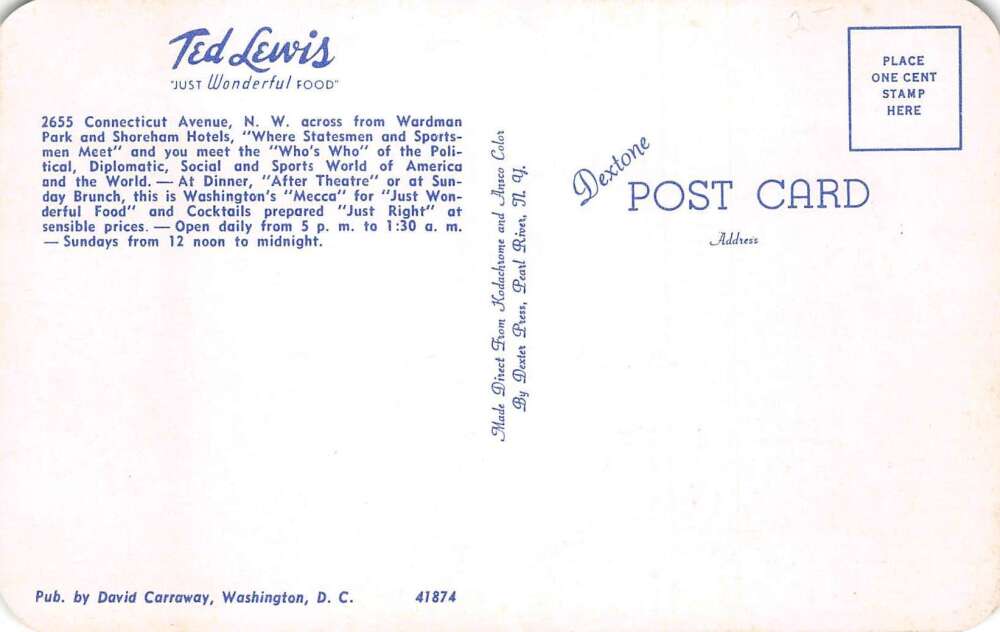 Ted Lewis
"JUST Wonderful FOOD"
2655 Connecticut Avenue, N. W. across from Wardman
Park and Shoreham Hotels, "Where Statesmen and Sports-
men Meet" and you meet the "Who's Who" of the Poli-
tical, Diplomatic, Social and Sports World of America
and the World. — At Dinner, "After Theatre" or at Sun-
day Brunch, this is Washington's "Mecca" for "Just Won-
derful Food" and Cocktails prepared "Just Right" at
sensible prices. — Open daily from 5 p. m. to 1:30 a. m.
— Sundays from 12 noon to midnight.
Pub. by David Carraway, Washington, D. C. 41874
Made Direct From Kodachrome and Ansco Color
By Dexter Press, Pearl River, N. Y.
Dextone
POST CARD
Address
2-
PLACE
ONE CENT
STAMP
HERE